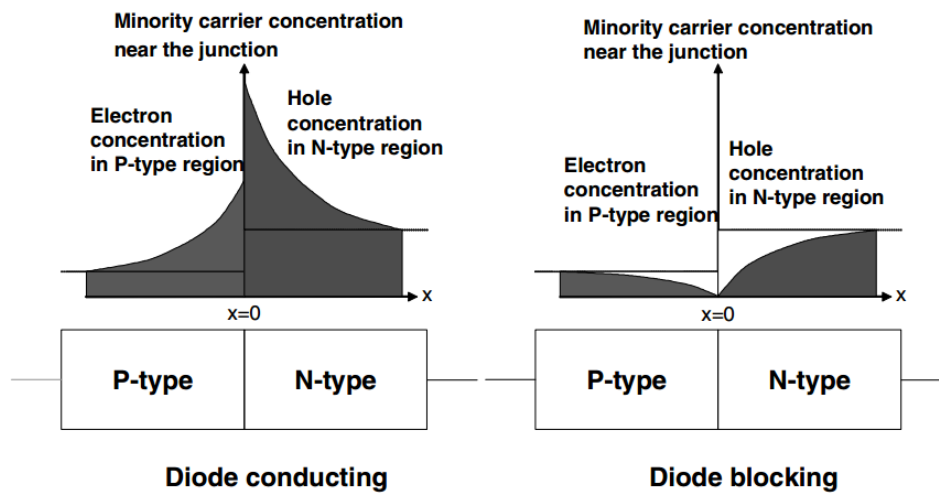 Minority carrier concentration
near the junction
Electron
concentration
in P-type region
Hole
concentration
in N-type region
x
x=0
P-type
N-type
Diode conducting
Minority carrier concentration
near the junction
Electron
concentration
in P-type region
Hole
concentration
in N-type region
x
x=0
P-type
N-type
Diode blocking